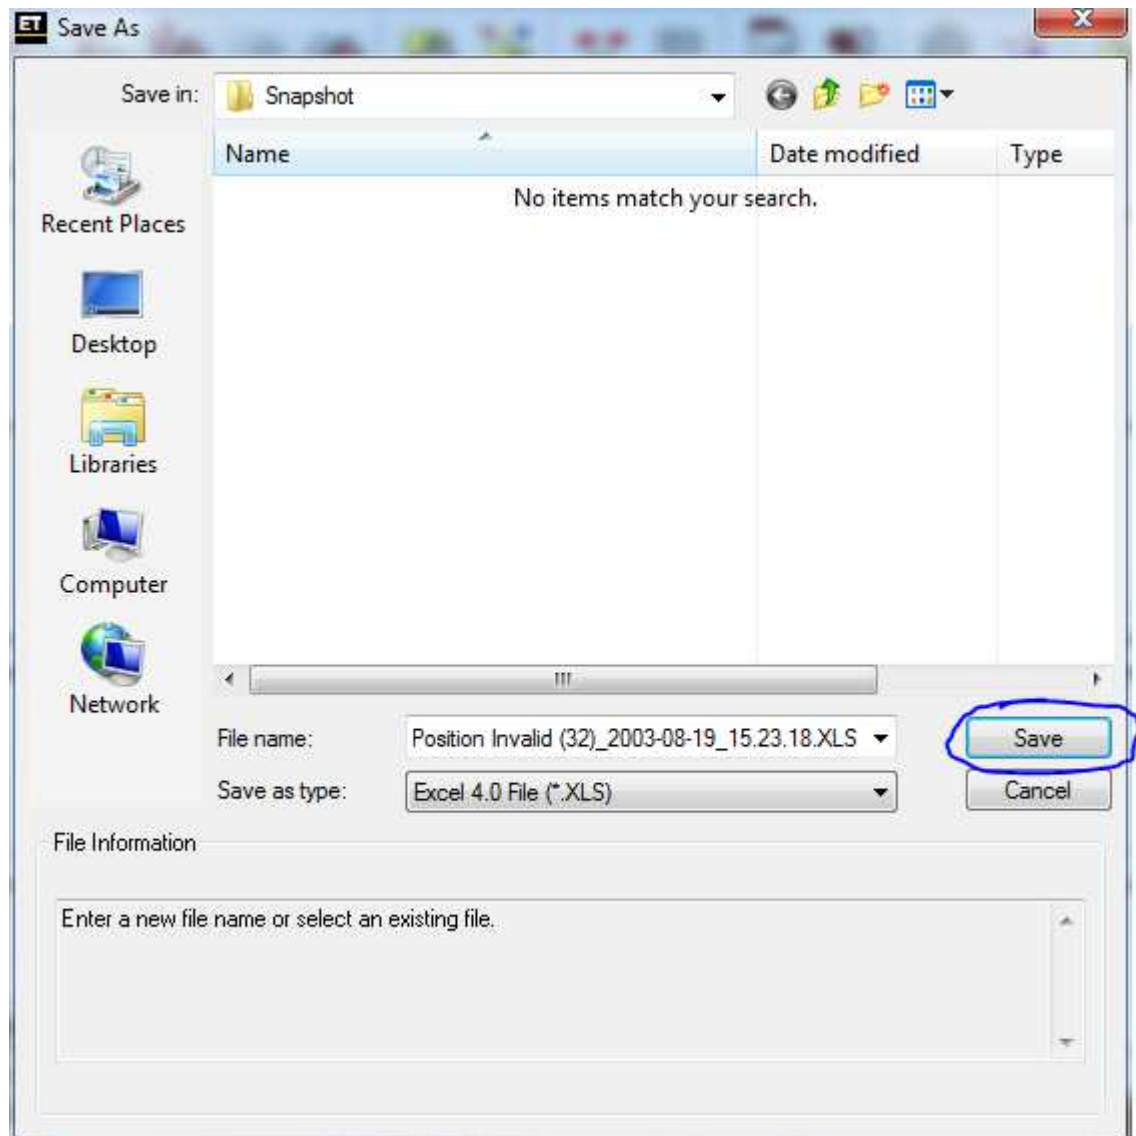 ET Save As X
Save in: Snapshot
Name Date modified Type
No items match your search.
Recent Places
Desktop
Libraries
Computer
Network
File name: Position Invalid (32)_2003-08-19_15.23.18.XLS Save
Save as type: Excel 4.0 File (*.XLS) Cancel
File Information
Enter a new file name or select an existing file.